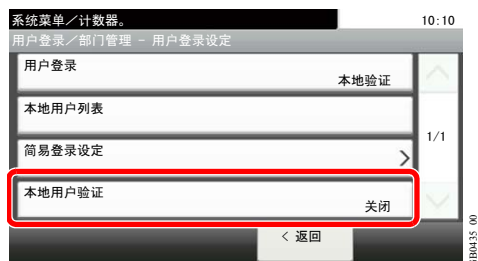 系统菜单／计数器。
10:10
用户登录／部门管理 - 用户登录设定
用户登录
本地验证
本地用户列表
1/1
简易登录设定
本地用户验证
关闭
< 返回
GB0435_00